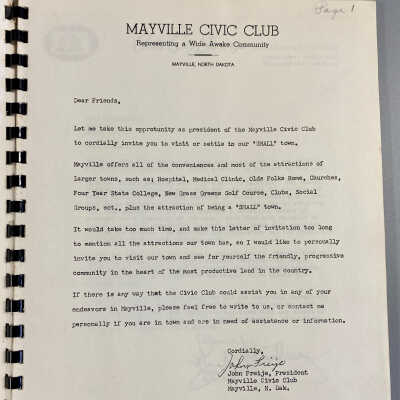 Page 1
MAYVILLE CIVIC CLUB
Representing a Wide Awake Community
MAYVILLE, NORTH DAKOTA
Dear Friends,
Let me take this opprotunity as president of the Mayville Civic Club
to cordially invite you to visit or settle in our "SMALL" town.
Mayville offers all of the conveniences and most of the attractions of
larger towns, such as; Hospital, Medical Clinic, Olds Folks Home, Churches,
Four Year State College, New Grass Greens Golf Course, Clubs, Social
Groups, ect., plus the attraction of being a "SMALL" town.
It would take too much time, and make this letter of invitation too long
to mention all the attractions our town has, so I would like to personally
invite you to visit our town and see for yourself the friendly, progressive
community in the heart of the most productive land in the country.
If there is any way that the Civic Club could assist you in any of your
endeavors in Mayville, please feel free to write to us, or contact me
personally if you are in town and are in need of assistance or information.
Cordially,
John Freije
John Freije, President
Mayville Civic Club
Mayville, N. Dak.